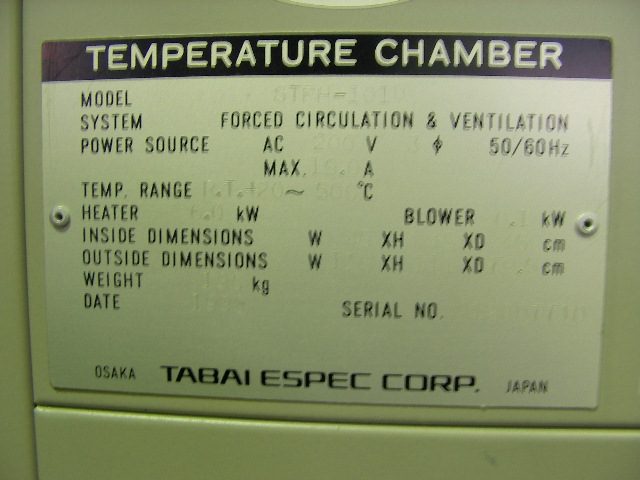 TEMPERATURE CHAMBER
MODEL
SYSTEM FORCED CIRCULATION & VENTILATION
POWER SOURCE AC 200 V 3 φ 50/60Hz
MAX. A
TEMP. RANGE ~ °C
HEATER kW BLOWER kW
INSIDE DIMENSIONS W XH XD cm
OUTSIDE DIMENSIONS W XH XD cm
WEIGHT kg
DATE
SERIAL NO.
OSAKA TABAI ESPEC CORP. JAPAN